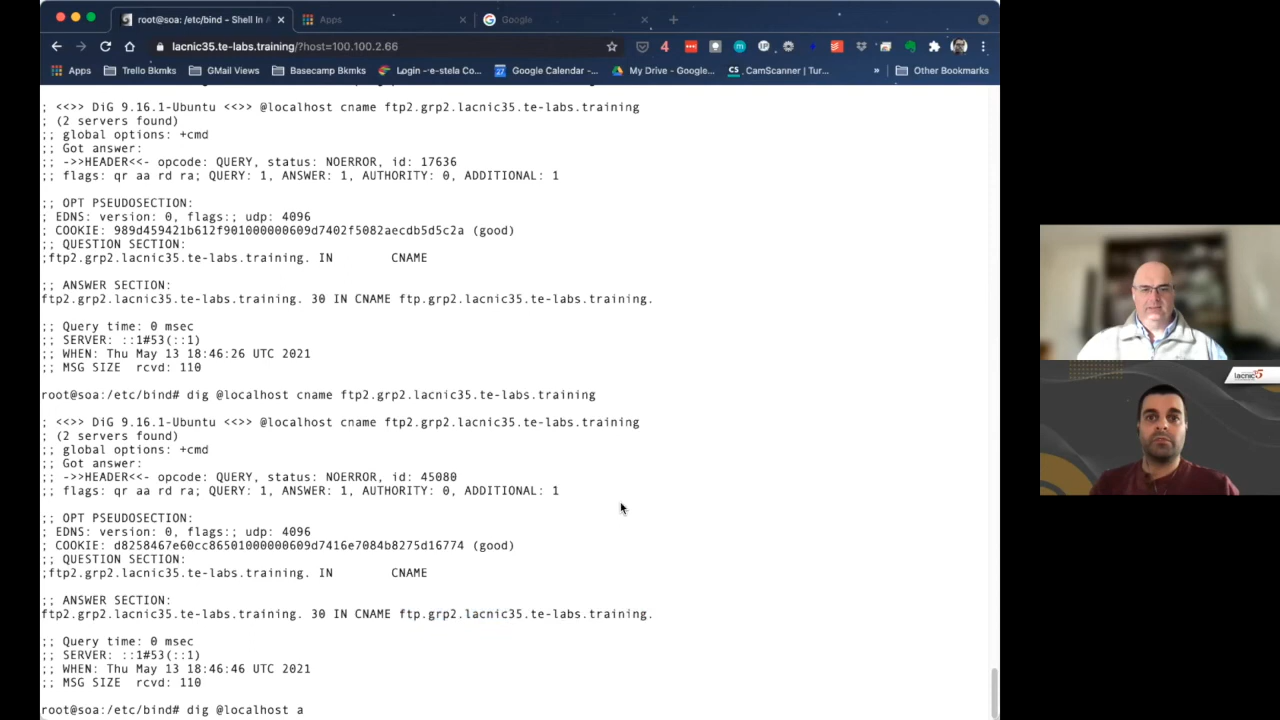 root@soa: /etc/bind - Shell In A
Apps
Google
lacnic35.te-labs.training/?host=100.100.2.66
Apps
Trello Bkmks
GMail Views
Basecamp Bkmks
Login - e-stela Co...
Google Calendar -...
My Drive - Google...
CamScanner | Tur...
»
Other Bookmarks
; <<>> DiG 9.16.1-Ubuntu <<>> @localhost cname ftp2.grp2.lacnic35.te-labs.training
; (2 servers found)
;; global options: +cmd
;; Got answer:
;; ->>HEADER<<- opcode: QUERY, status: NOERROR, id: 17636
;; flags: qr aa rd ra; QUERY: 1, ANSWER: 1, AUTHORITY: 0, ADDITIONAL: 1
;; OPT PSEUDOSECTION:
; EDNS: version: 0, flags:; udp: 4096
; COOKIE: 989d459421b612f901000000609d7402f5082aecdb5d5c2a (good)
;; QUESTION SECTION:
;ftp2.grp2.lacnic35.te-labs.training. IN CNAME
;; ANSWER SECTION:
ftp2.grp2.lacnic35.te-labs.training. 30 IN CNAME ftp.grp2.lacnic35.te-labs.training.
;; Query time: 0 msec
;; SERVER: ::1#53(::1)
;; WHEN: Thu May 13 18:46:26 UTC 2021
;; MSG SIZE rcvd: 110
root@soa:/etc/bind# dig @localhost cname ftp2.grp2.lacnic35.te-labs.training
; <<>> DiG 9.16.1-Ubuntu <<>> @localhost cname ftp2.grp2.lacnic35.te-labs.training
; (2 servers found)
;; global options: +cmd
;; Got answer:
;; ->>HEADER<<- opcode: QUERY, status: NOERROR, id: 45080
;; flags: qr aa rd ra; QUERY: 1, ANSWER: 1, AUTHORITY: 0, ADDITIONAL: 1
;; OPT PSEUDOSECTION:
; EDNS: version: 0, flags:; udp: 4096
; COOKIE: d8258467e60cc86501000000609d7416e7084b8275d16774 (good)
;; QUESTION SECTION:
;ftp2.grp2.lacnic35.te-labs.training. IN CNAME
;; ANSWER SECTION:
ftp2.grp2.lacnic35.te-labs.training. 30 IN CNAME ftp.grp2.lacnic35.te-labs.training.
;; Query time: 0 msec
;; SERVER: ::1#53(::1)
;; WHEN: Thu May 13 18:46:46 UTC 2021
;; MSG SIZE rcvd: 110
root@soa:/etc/bind# dig @localhost a
lacnic35